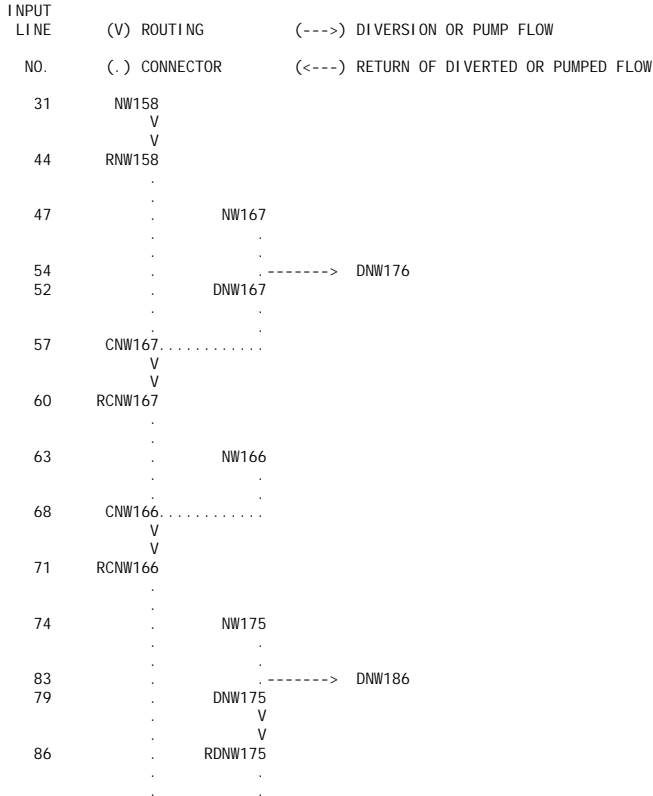 INPUT
LINE (V) ROUTING (--->) DIVERSION OR PUMP FLOW
NO. (.) CONNECTOR (<---) RETURN OF DIVERTED OR PUMPED FLOW
31 NW158
V
V
44 RNW158
.
.
47 . NW167
. .
. .
54 . .-------> DNW176
52 . DNW167
. .
. .
57 CNW167............
V
V
60 RCNW167
.
.
63 . NW166
. .
. .
68 CNW166............
V
V
71 RCNW166
.
.
74 . NW175
. .
. .
83 . .-------> DNW186
79 . DNW175
. V
. V
86 . RDNW175
. .
. .